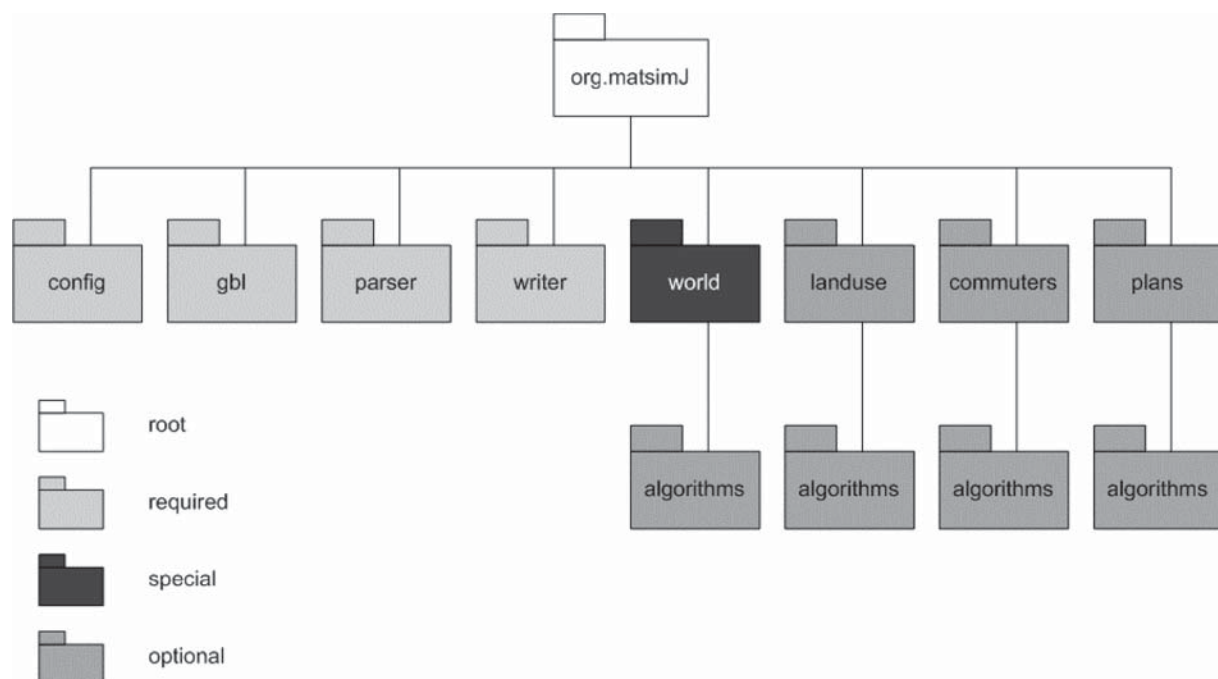 org.matsimJ
config gbl parser writer world landuse commuters plans
algorithms algorithms algorithms algorithms
root
required
special
optional